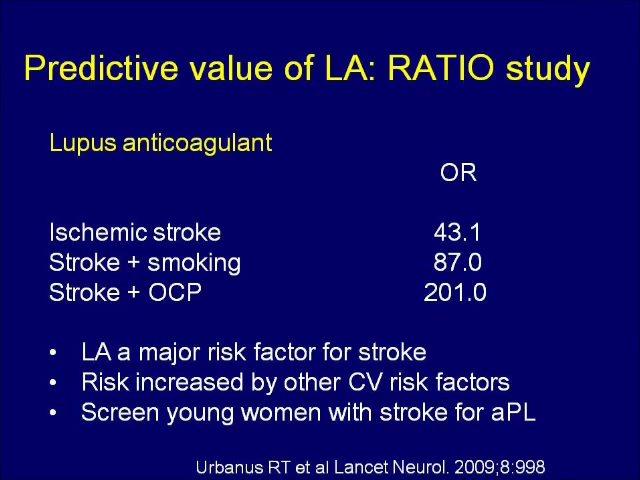 Predictive value of LA: RATIO study
Lupus anticoagulant
OR
Ischemic stroke 43.1
Stroke + smoking 87.0
Stroke + OCP 201.0
• LA a major risk factor for stroke
• Risk increased by other CV risk factors
• Screen young women with stroke for aPL
Urbanus RT et al Lancet Neurol. 2009;8:998